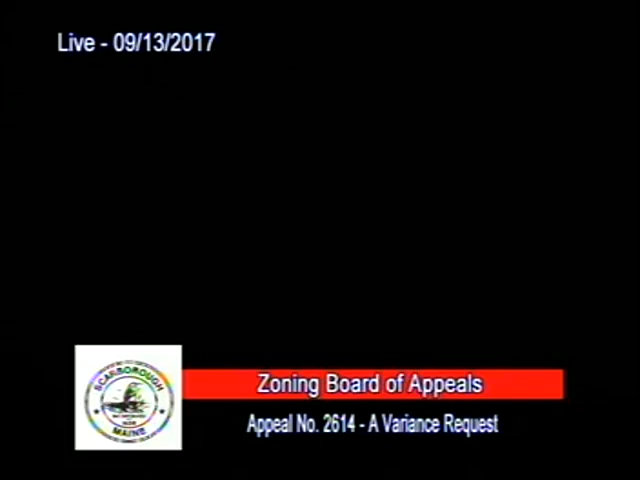 Live - 09/13/2017
Zoning Board of Appeals
Appeal No. 2614 - A Variance Request
SCARBOROUGH
MAINE